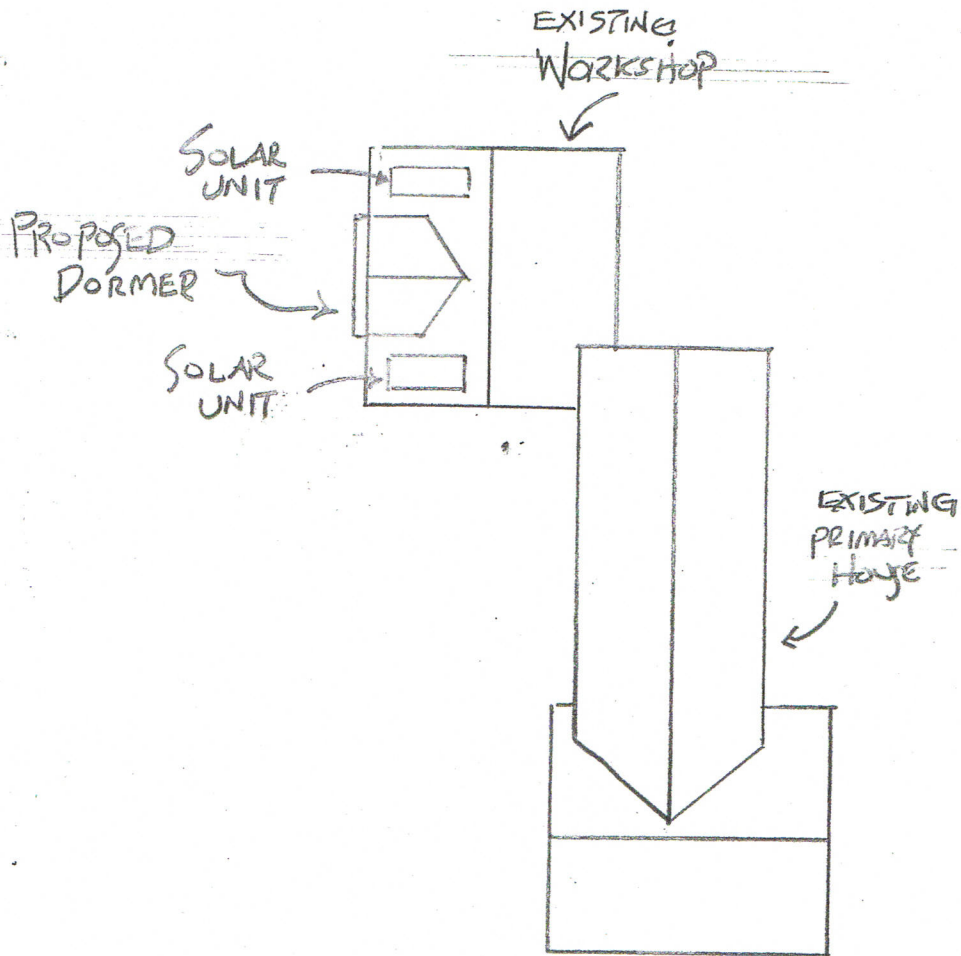 EXISTING
WORKSHOP
SOLAR
UNIT
PROPOSED
DORMER
SOLAR
UNIT
EXISTING
PRIMARY
HOUSE